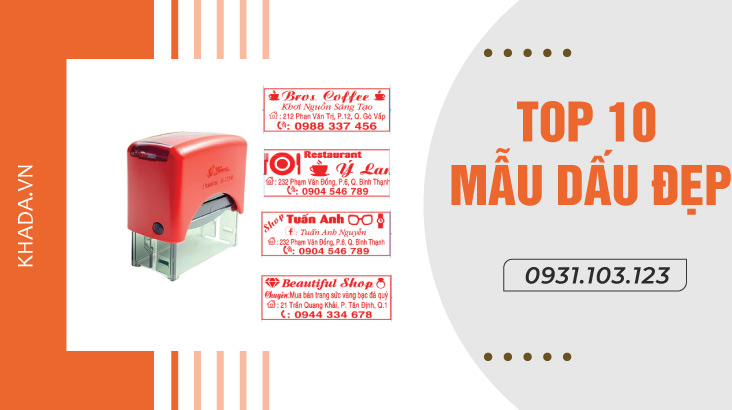 KHADA.VN
Bros Coffee
Khơi Nguồn Sáng Tạo
: 212 Phan Văn Trị, P.12, Q. Gò Vấp
: 0988 337 456
Restaurant
Ý Lan
: 232 Phạm Văn Đồng, P.6, Q. Bình Thạnh
: 0904 546 789
Shop Tuấn Anh
f : Tuấn Anh Nguyễn
: 232 Phạm Văn Đồng, P.6, Q. Bình Thạnh
: 0904 546 789
Beautiful Shop
Chuyên: Mua bán trang sức vàng bạc đá quý
: 21 Trần Quang Khải, P. Tân Định, Q.1
: 0944 334 678
Shiny
TOP 10
MẪU DẤU ĐẸP
0931.103.123